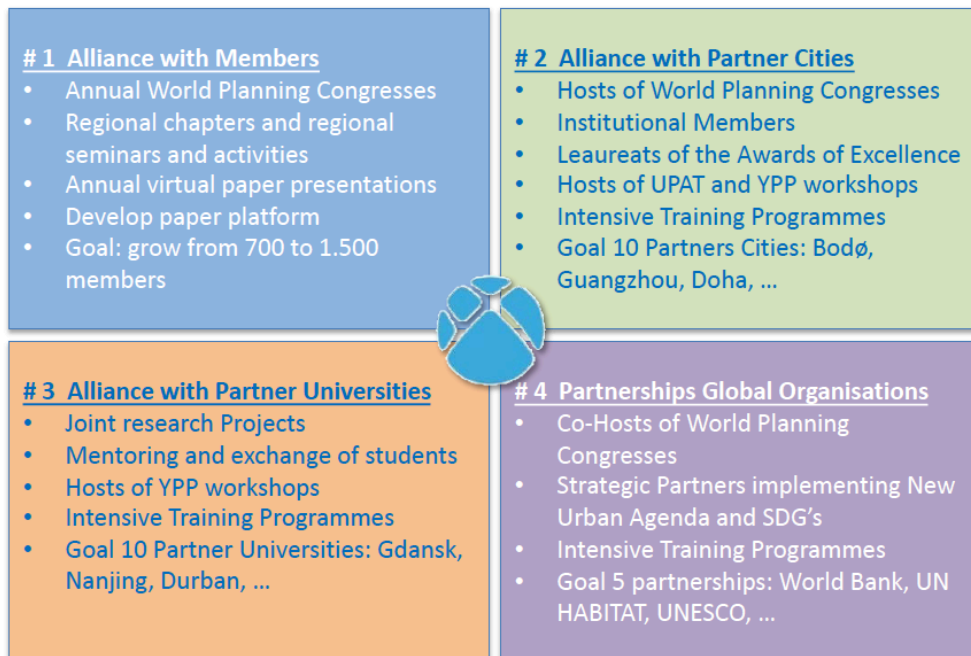 # 1 Alliance with Members
• Annual World Planning Congresses
• Regional chapters and regional
seminars and activities
• Annual virtual paper presentations
• Develop paper platform
• Goal: grow from 700 to 1.500
members
# 2 Alliance with Partner Cities
• Hosts of World Planning Congresses
• Institutional Members
• Leaureats of the Awards of Excellence
• Hosts of UPAT and YPP workshops
• Intensive Training Programmes
• Goal 10 Partners Cities: Bodø,
Guangzhou, Doha, ...
# 3 Alliance with Partner Universities
• Joint research Projects
• Mentoring and exchange of students
• Hosts of YPP workshops
• Intensive Training Programmes
• Goal 10 Partner Universities: Gdansk,
Nanjing, Durban, ...
# 4 Partnerships Global Organisations
• Co-Hosts of World Planning
Congresses
• Strategic Partners implementing New
Urban Agenda and SDG's
• Intensive Training Programmes
• Goal 5 partnerships: World Bank, UN
HABITAT, UNESCO, ...